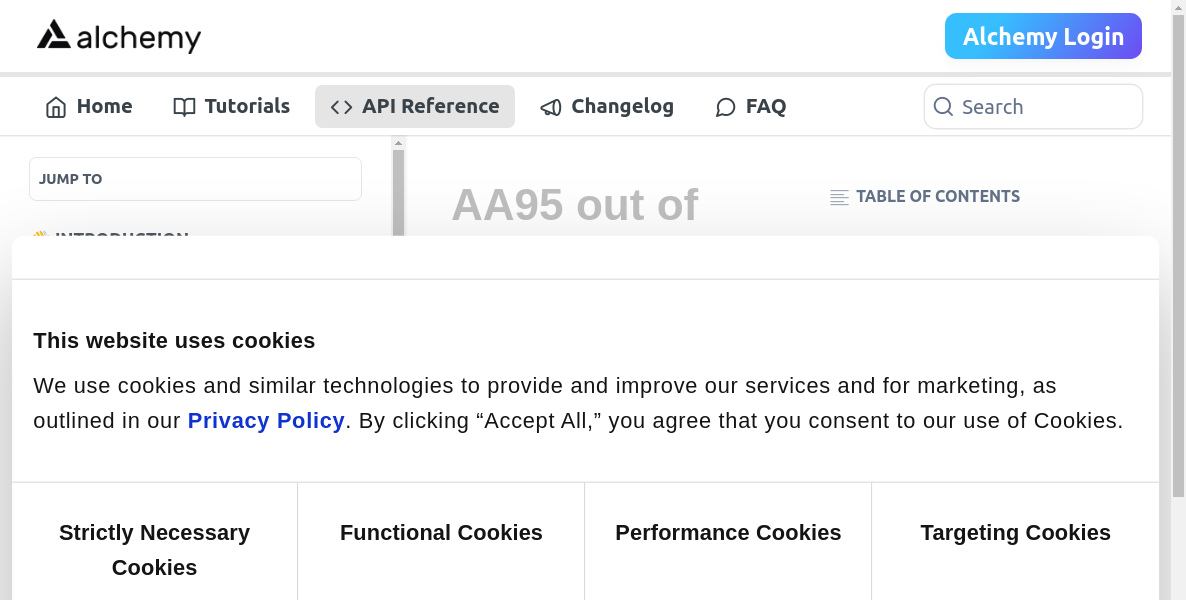 alchemy
Alchemy Login
Home
Tutorials
API Reference
Changelog
FAQ
Search
JUMP TO
AA95 out of
TABLE OF CONTENTS
👋 INTRODUCTION
This website uses cookies
We use cookies and similar technologies to provide and improve our services and for marketing, as
outlined in our Privacy Policy. By clicking “Accept All,” you agree that you consent to our use of Cookies.
Strictly Necessary
Cookies
Functional Cookies
Performance Cookies
Targeting Cookies